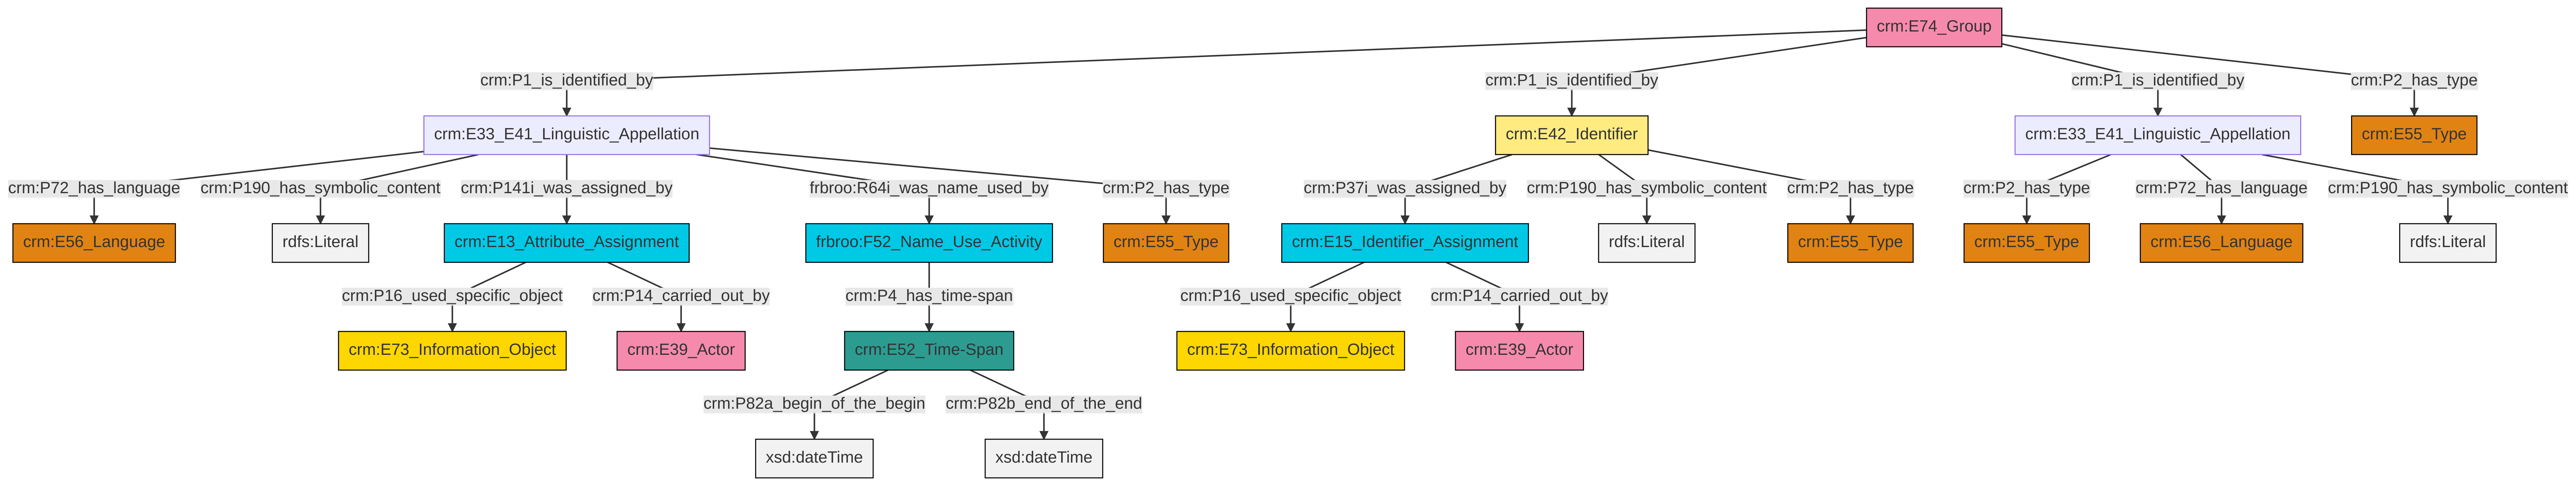 crm:E74_Group
crm:P1_is_identified_by
crm:P1_is_identified_by
crm:P1_is_identified_by
crm:P2_has_type
crm:E33_E41_Linguistic_Appellation
crm:E42_Identifier
crm:E33_E41_Linguistic_Appellation
crm:E55_Type
crm:P72_has_language
crm:P190_has_symbolic_content
crm:P141i_was_assigned_by
frbroo:R64i_was_name_used_by
crm:P2_has_type
crm:P37i_was_assigned_by
crm:P190_has_symbolic_content
crm:P2_has_type
crm:P2_has_type
crm:P72_has_language
crm:P190_has_symbolic_content
crm:E56_Language
rdfs:Literal
crm:E13_Attribute_Assignment
frbroo:F52_Name_Use_Activity
crm:E55_Type
crm:E15_Identifier_Assignment
rdfs:Literal
crm:E55_Type
crm:E55_Type
crm:E56_Language
rdfs:Literal
crm:P16_used_specific_object
crm:P14_carried_out_by
crm:P4_has_time-span
crm:P16_used_specific_object
crm:P14_carried_out_by
crm:E73_Information_Object
crm:E39_Actor
crm:E52_Time-Span
crm:E73_Information_Object
crm:E39_Actor
crm:P82a_begin_of_the_begin
crm:P82b_end_of_the_end
xsd:dateTime
xsd:dateTime